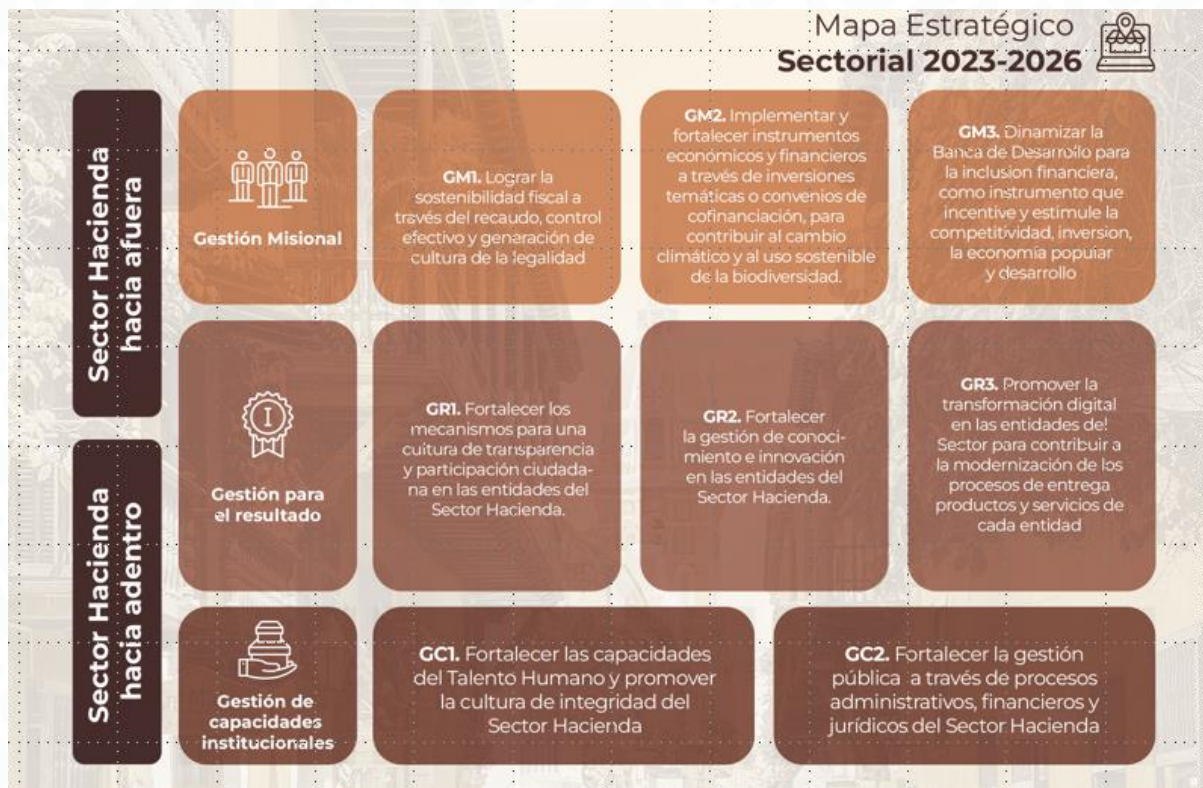 Mapa Estratégico
Sectorial 2023-2026
Sector Hacienda
hacia afuera
Gestión Misional
GM1. Lograr la
sostenibilidad fiscal a
través del recaudo, control
efectivo y generación de
cultura de la legalidad
GM2. Implementar y
fortalecer instrumentos
económicos y financieros
a través de inversiones
temáticas o convenios de
cofinanciación, para
contribuir al cambio
climático y al uso sostenible
de la biodiversidad.
GM3. Dinamizar la
Banca de Desarrollo para
la inclusion financiera,
como instrumento que
incentive y estimule la
competitividad, inversion,
la economía popular
y desarrollo
Gestión para
el resultado
GR1. Fortalecer los
mecanismos para una
cultura de transparencia
y participación ciudada-
na en las entidades del
Sector Hacienda.
GR2. Fortalecer
la gestión de conoci-
miento e innovación
en las entidades del
Sector Hacienda.
GR3. Promover la
transformación digital
en las entidades del
Sector para contribuir a
la modernización de los
procesos de entrega
productos y servicios de
cada entidad
Sector Hacienda
hacia adentro
Gestión de
capacidades
institucionales
GC1. Fortalecer las capacidades
del Talento Humano y promover
la cultura de integridad del
Sector Hacienda
GC2. Fortalecer la gestión
pública a través de procesos
administrativos, financieros y
jurídicos del Sector Hacienda